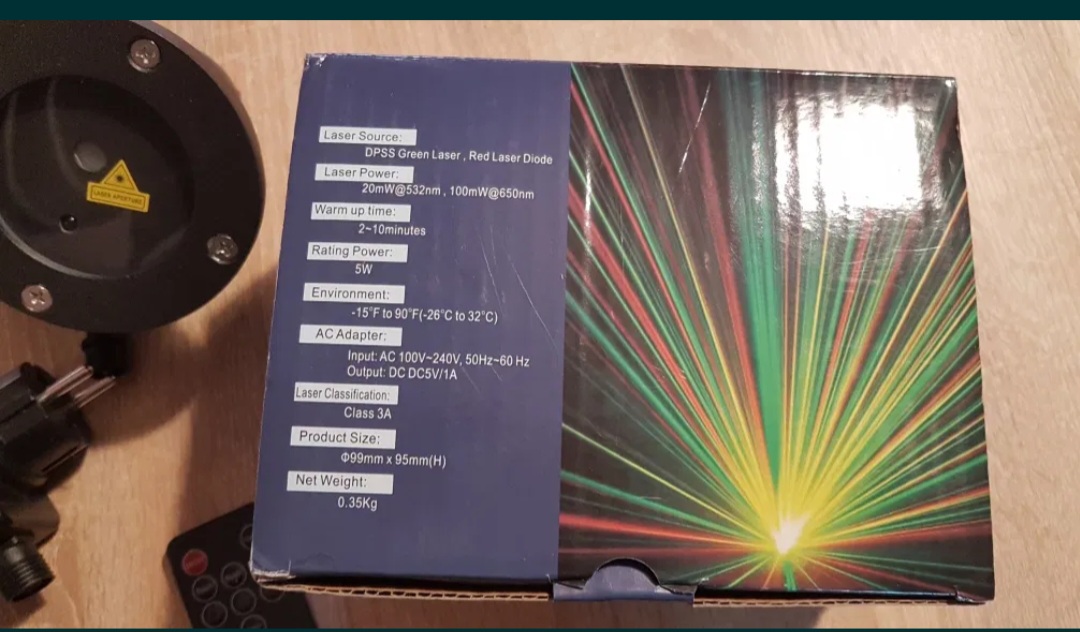 LASER APERTURE
Laser Source:
DPSS Green Laser , Red Laser Diode
Laser Power:
20mW@532nm , 100mW@650nm
Warm up time:
2~10minutes
Rating Power:
5W
Environment:
-15°F to 90°F(-26°C to 32°C)
AC Adapter:
Input: AC 100V~240V, 50Hz~60 Hz
Output: DC DC5V/1A
Laser Classification:
Class 3A
Product Size:
Φ99mm x 95mm(H)
Net Weight:
0.35Kg